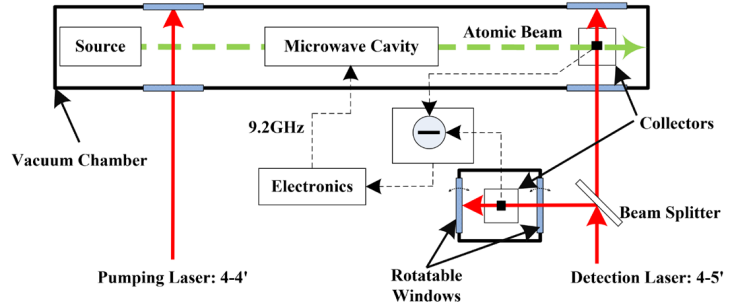 Atomic Beam
Source
Microwave Cavity
9.2GHz
Collectors
Vacuum Chamber
Electronics
Beam Splitter
Pumping Laser: 4-4'
Rotatable
Windows
Detection Laser: 4-5'